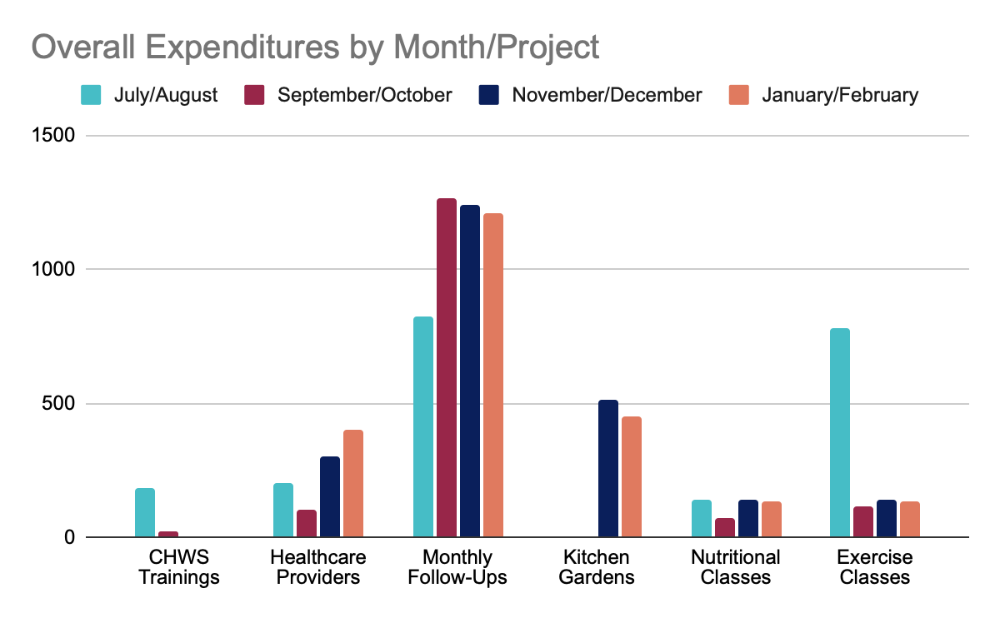 Overall Expenditures by Month/Project
July/August
September/October
November/December
January/February
1500
1000
500
0
CHWS
Trainings
Healthcare
Providers
Monthly
Follow-Ups
Kitchen
Gardens
Nutritional
Classes
Exercise
Classes